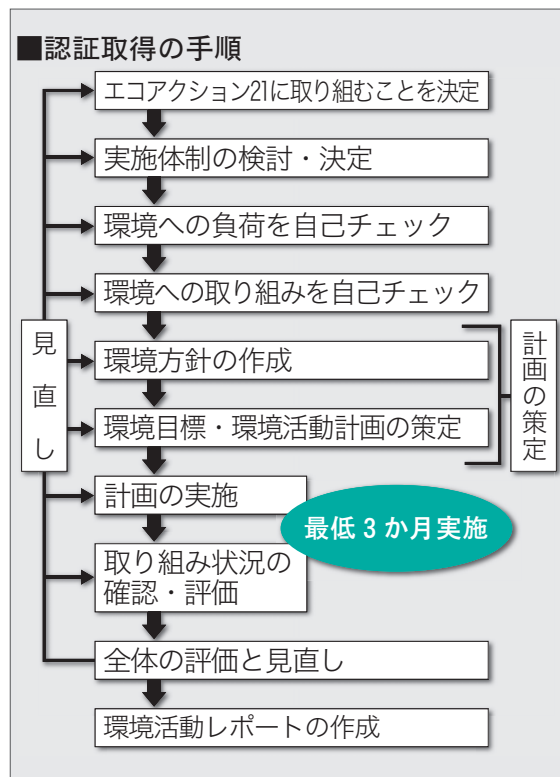 ■認証取得の手順
エコアクション21に取り組むことを決定
実施体制の検討・決定
環境への負荷を自己チェック
環境への取り組みを自己チェック
環境方針の作成
環境目標・環境活動計画の策定
計画の策定
計画の実施
最低3か月実施
取り組み状況の
確認・評価
全体の評価と見直し
環境活動レポートの作成
見直し